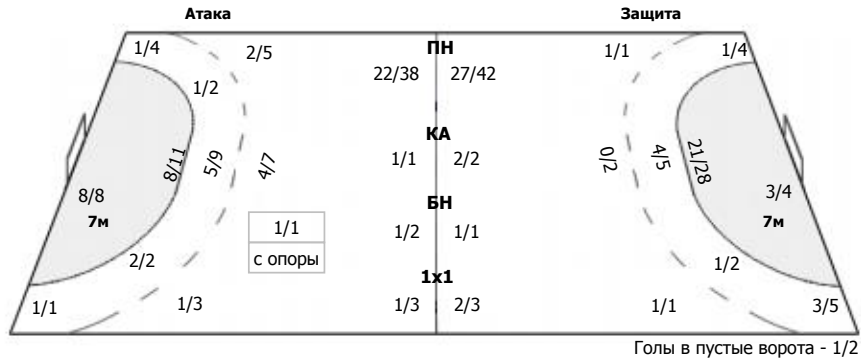 Атака Защита
1/4 2/5 ПН 1/1 1/4
22/38 27/42
1/2
КА
8/11 5/9 4/7 1/1 2/2 0/2 4/5 21/28
8/8 3/4
7м БН 7м
1/1 1/2 1/1
с опоры
2/2 1/2
1x1
1/1 1/3 1/3 2/3 1/1 3/5
Голы в пустые ворота - 1/2